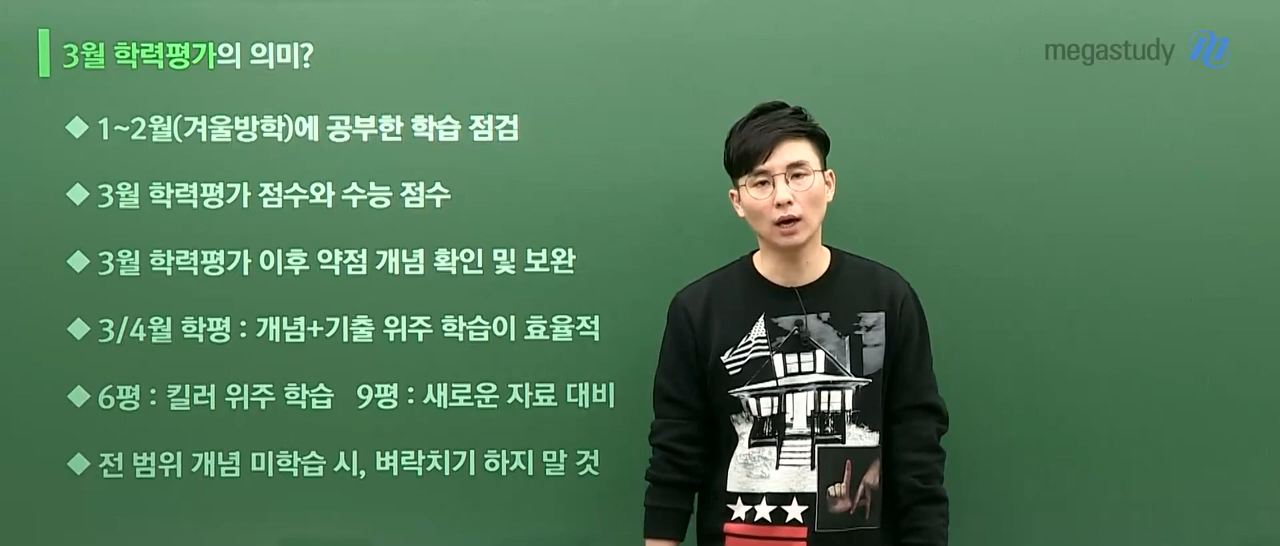 3월 학력평가의 의미?
megastudy
◆ 1~2월(겨울방학)에 공부한 학습 점검
◆ 3월 학력평가 점수와 수능 점수
◆ 3월 학력평가 이후 약점 개념 확인 및 보완
◆ 3/4월 학평 : 개념+기출 위주 학습이 효율적
◆ 6평 : 킬러 위주 학습 9평 : 새로운 자료 대비
◆ 전 범위 개념 미학습 시, 벼락치기 하지 말 것